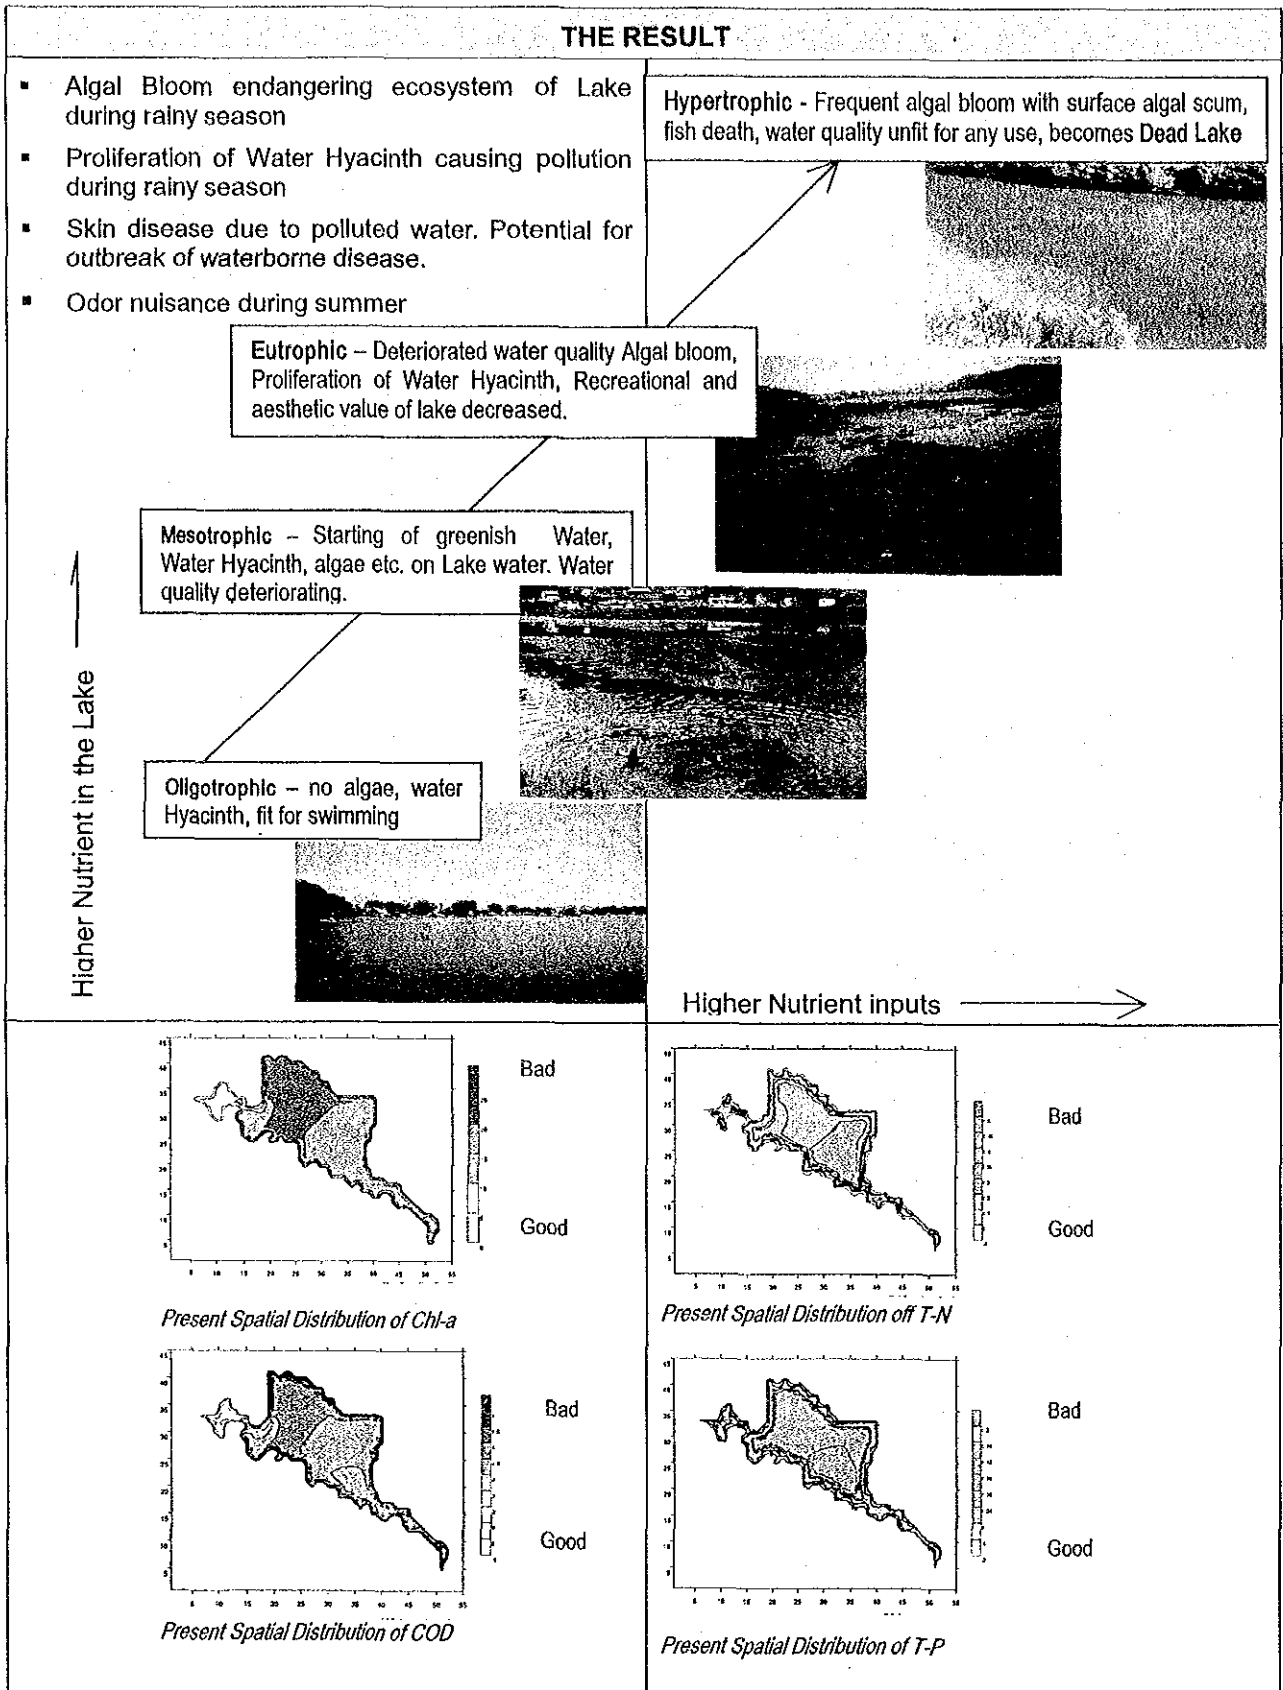 THE RESULT
▪ Algal Bloom endangering ecosystem of Lake
during rainy season
▪ Proliferation of Water Hyacinth causing pollution
during rainy season
▪ Skin disease due to polluted water. Potential for
outbreak of waterborne disease.
▪ Odor nuisance during summer
Hypertrophic - Frequent algal bloom with surface algal scum,
fish death, water quality unfit for any use, becomes Dead Lake
Eutrophic – Deteriorated water quality Algal bloom,
Proliferation of Water Hyacinth, Recreational and
aesthetic value of lake decreased.
Mesotrophic – Starting of greenish Water,
Water Hyacinth, algae etc. on Lake water. Water
quality deteriorating.
Oligotrophic – no algae, water
Hyacinth, fit for swimming
Higher Nutrient in the Lake
Higher Nutrient inputs
Bad
Good
Present Spatial Distribution of Chl-a
Bad
Good
Present Spatial Distribution off T-N
Bad
Good
Present Spatial Distribution of COD
Bad
Good
Present Spatial Distribution of T-P